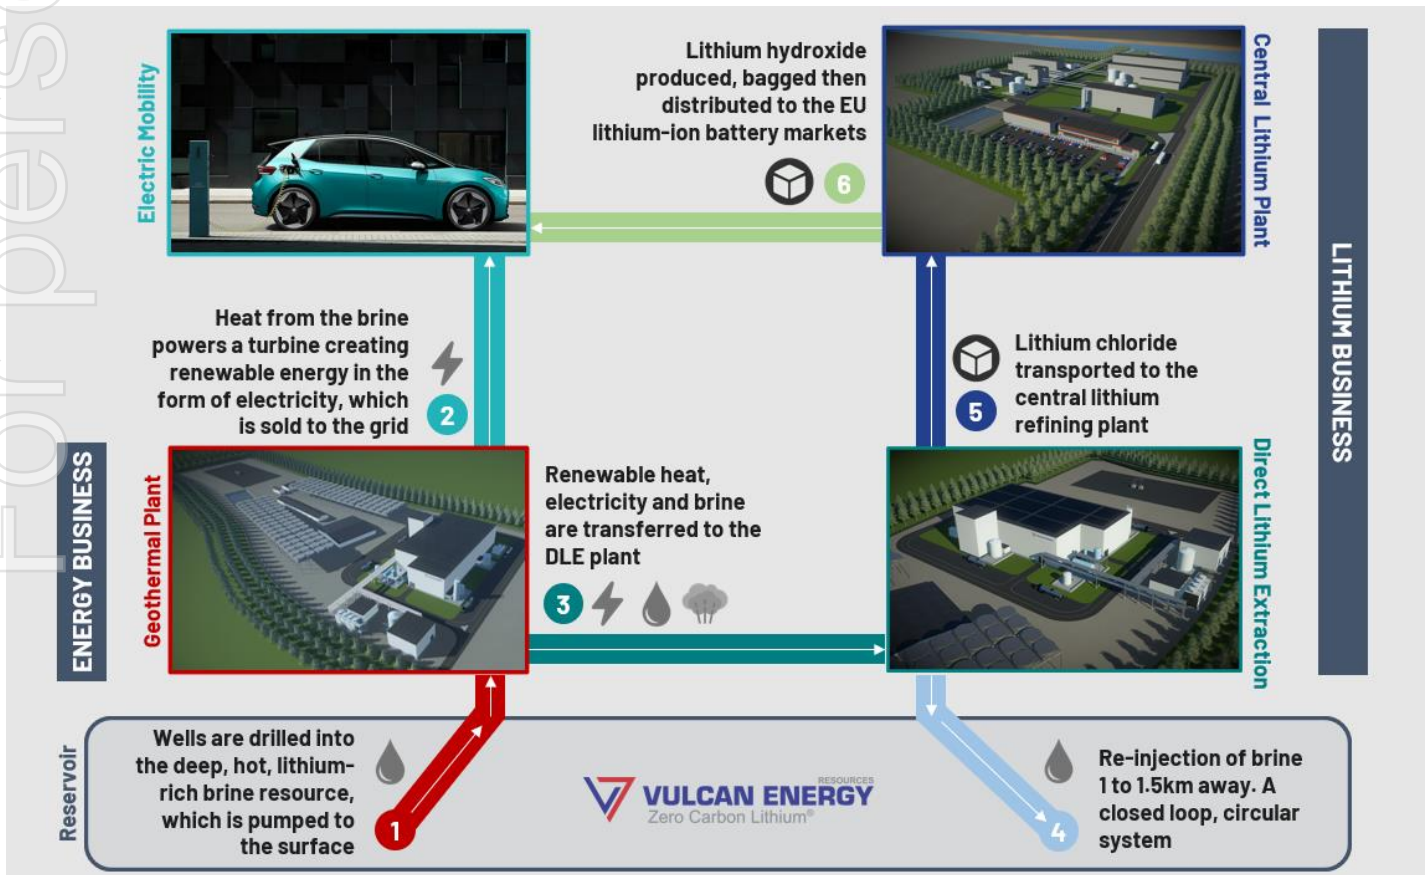 For perso
Electric Mobility
Lithium hydroxide
produced, bagged then
distributed to the EU
lithium-ion battery markets
6
Central Lithium Plant
LITHIUM BUSINESS
Heat from the brine
powers a turbine creating
renewable energy in the
form of electricity, which
is sold to the grid
2
Lithium chloride
transported to the
central lithium
refining plant
5
ENERGY BUSINESS
Geothermal Plant
Renewable heat,
electricity and brine
are transferred to the
DLE plant
3
Direct Lithium Extraction
Reservoir
Wells are drilled into
the deep, hot, lithium-
rich brine resource,
which is pumped to
the surface
1
RESOURCES
VULCAN ENERGY
Zero Carbon Lithium®
4
Re-injection of brine
1 to 1.5km away. A
closed loop, circular
system